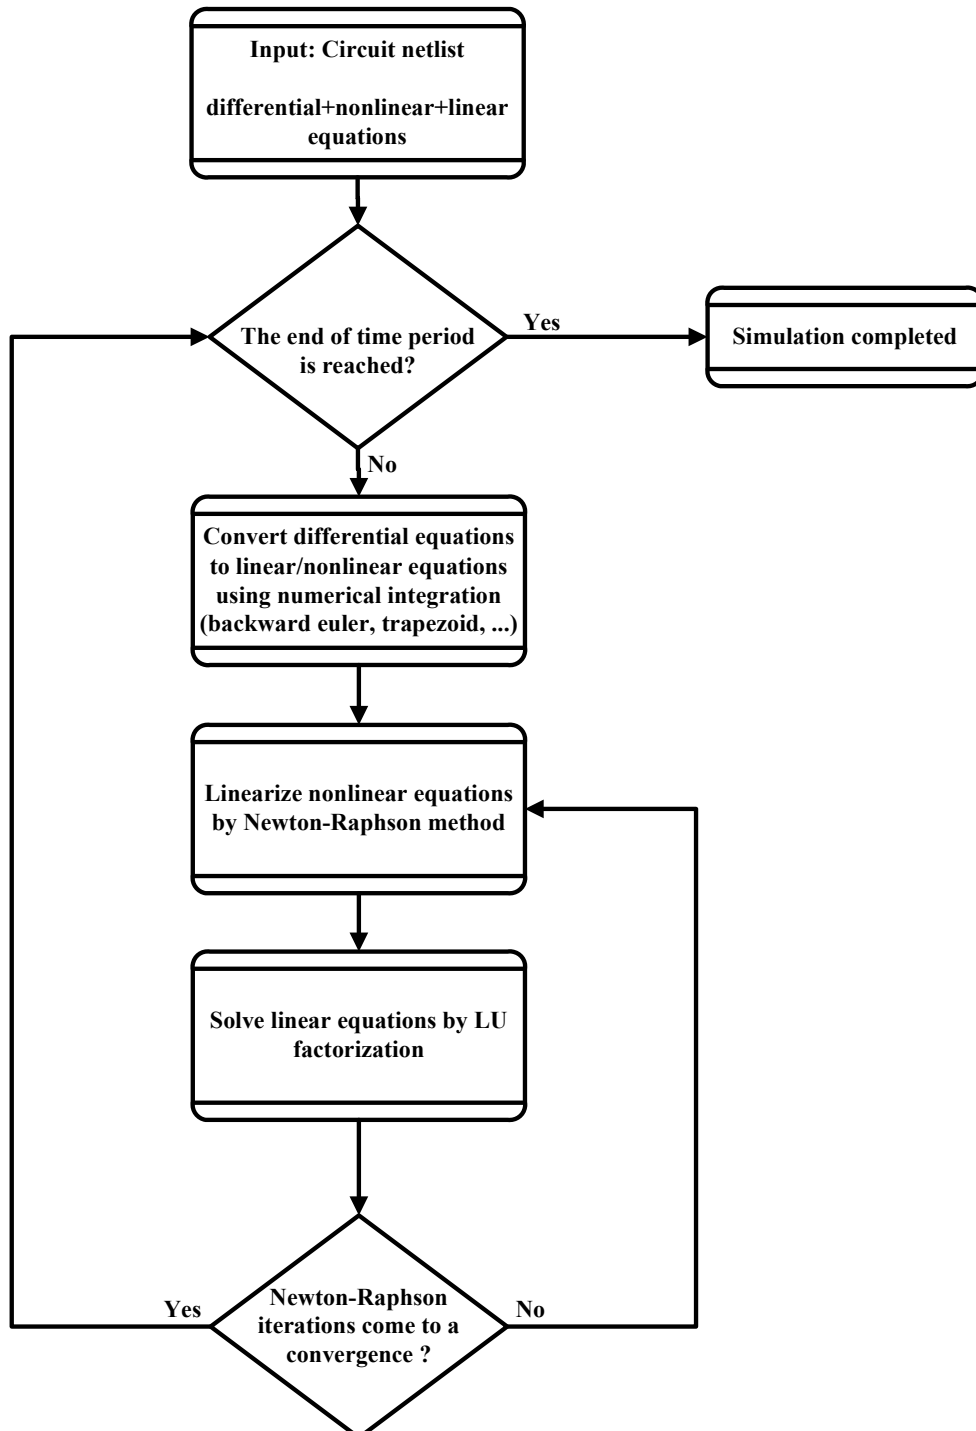 Input: Circuit netlist
differential+nonlinear+linear
equations
The end of time period
is reached?
Yes
Simulation completed
No
Convert differential equations
to linear/nonlinear equations
using numerical integration
(backward euler, trapezoid, ...)
Linearize nonlinear equations
by Newton-Raphson method
Solve linear equations by LU
factorization
Yes
Newton-Raphson
iterations come to a
convergence ?
No